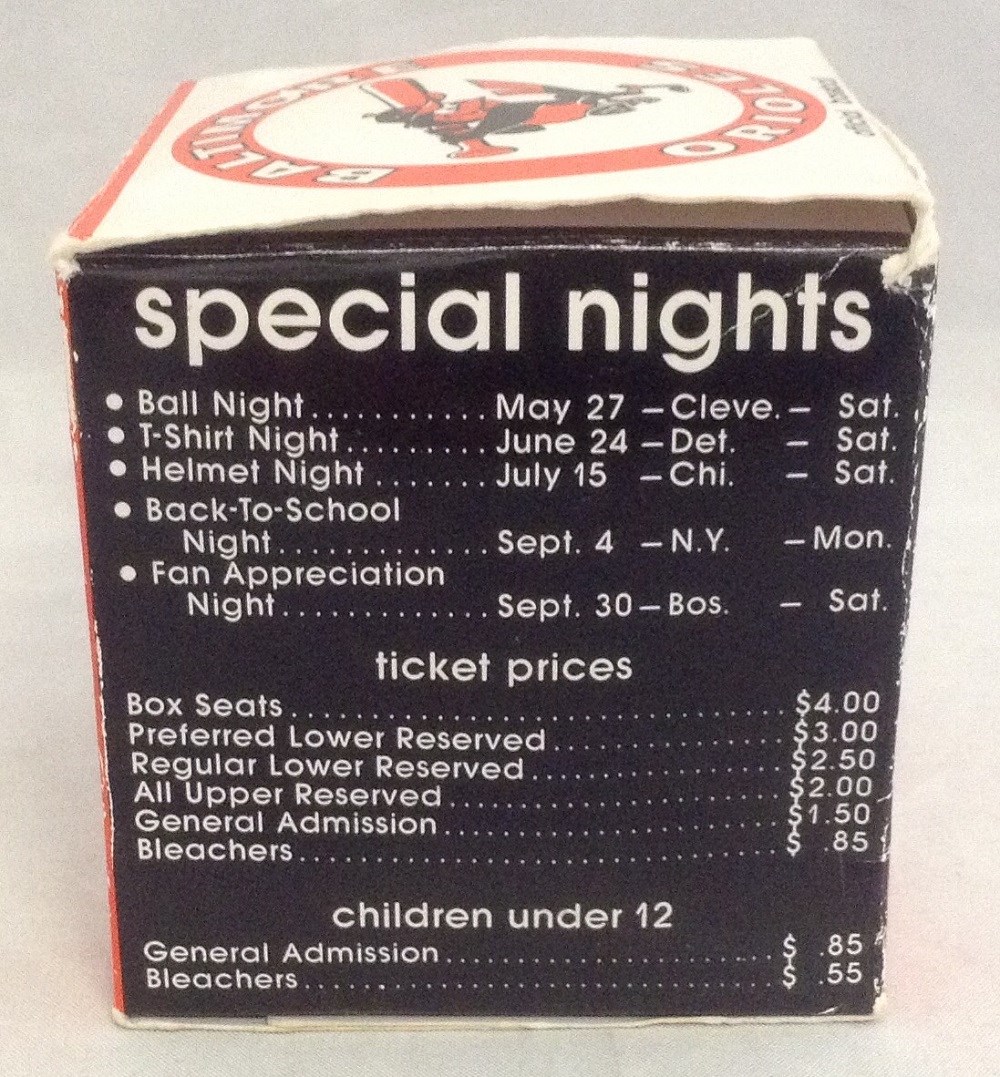 BALTIMORE ORIOLES
special nights
• Ball Night.......... May 27 – Cleve. – Sat.
• T-Shirt Night........ June 24 – Det. – Sat.
• Helmet Night ....... July 15 – Chi. – Sat.
• Back-To-School
Night............. Sept. 4 – N.Y. – Mon.
• Fan Appreciation
Night............. Sept. 30 – Bos. – Sat.
ticket prices
Box Seats.................................. $4.00
Preferred Lower Reserved................ $3.00
Regular Lower Reserved.................. $2.50
All Upper Reserved....................... $2.00
General Admission....................... $1.50
Bleachers.................................. $ .85
children under 12
General Admission....................... $ .85
Bleachers................................. $ .55